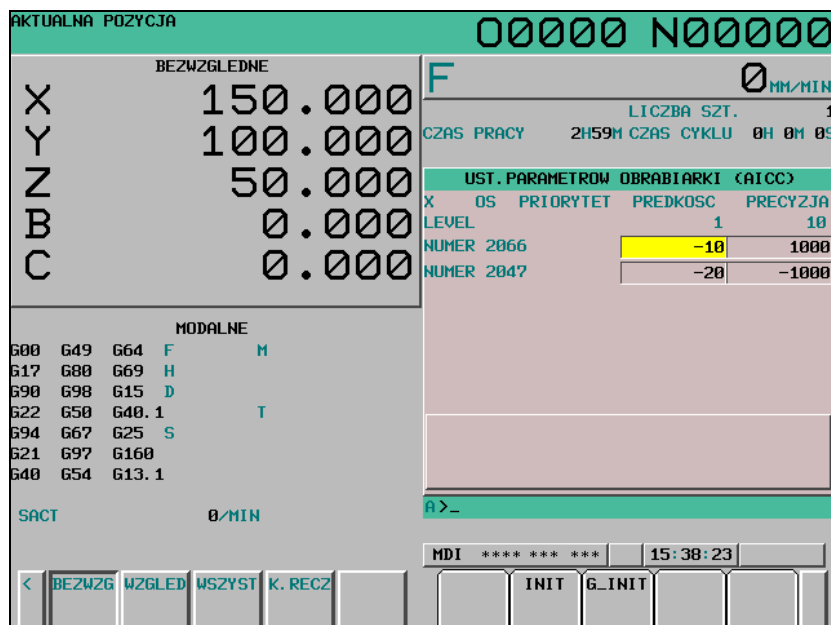 AKTUALNA POZYCJA
O0000 N00000
BEZWZGLEDNE
X 150.000
Y 100.000
Z 50.000
B 0.000
C 0.000
F 0 MM/MIN
LICZBA SZT. 1
CZAS PRACY 2H59M CZAS CYKLU 0H 0M 0S
UST.PARAMETROW OBRABIARKI (AICC)
X OS PRIORYTET PREDKOSC PRECYZJA
LEVEL 1 10
NUMER 2066 -10 1000
NUMER 2047 -20 -1000
MODALNE
G00 G49 G64 F M
G17 G80 G69 H
G90 G98 G15 D
G22 G50 G40.1 T
G94 G67 G25 S
G21 G97 G160
G40 G54 G13.1
SACT 0/MIN
A>_
MDI **** *** *** 15:38:23
< BEZWZG WZGLED WSZYST K.RECZ INIT G_INIT